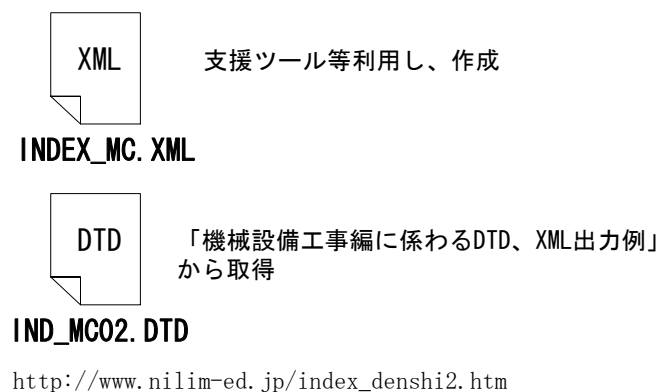 XML
支援ツール等利用し、作成
INDEX_MC.XML
DTD
「機械設備工事編に係わるDTD、XML出力例」
から取得
IND_MC02.DTD
http://www.nilim-ed.jp/index_denshi2.htm